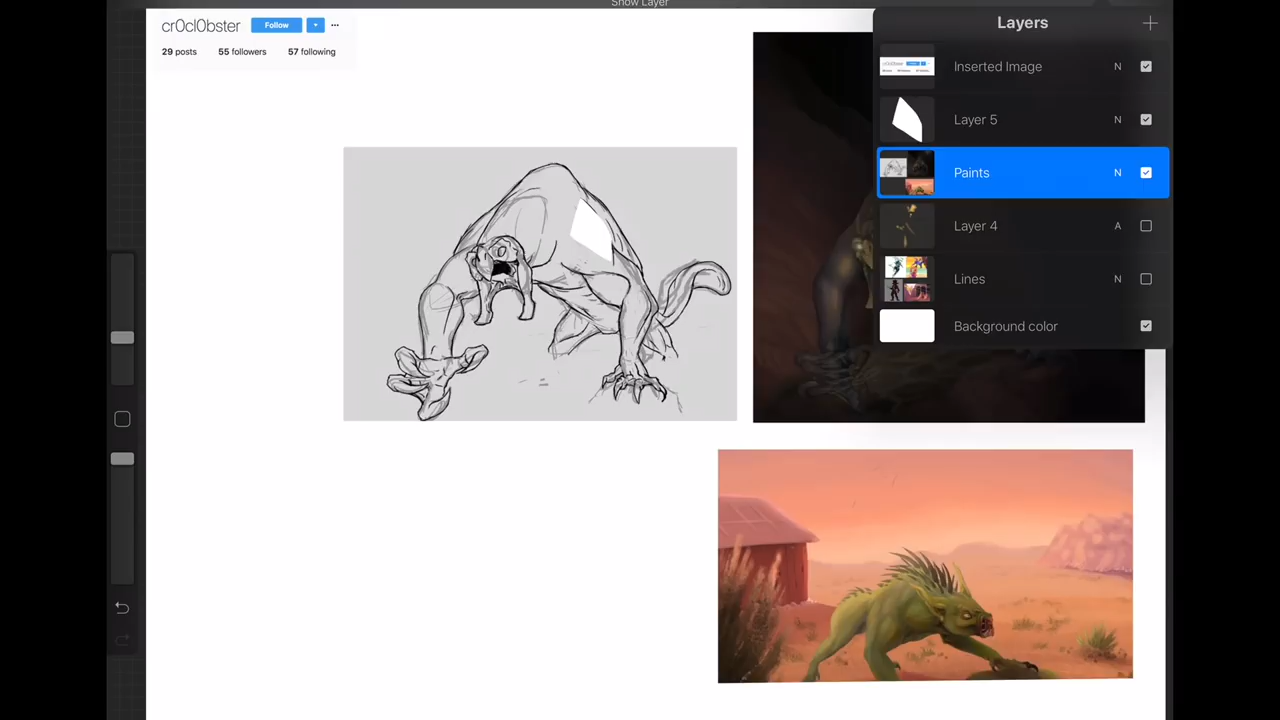 Show Layer
cr0cl0bster Follow
29 posts 55 followers 57 following
Layers
Inserted Image N
Layer 5 N
Paints N
Layer 4 A
Lines N
Background color